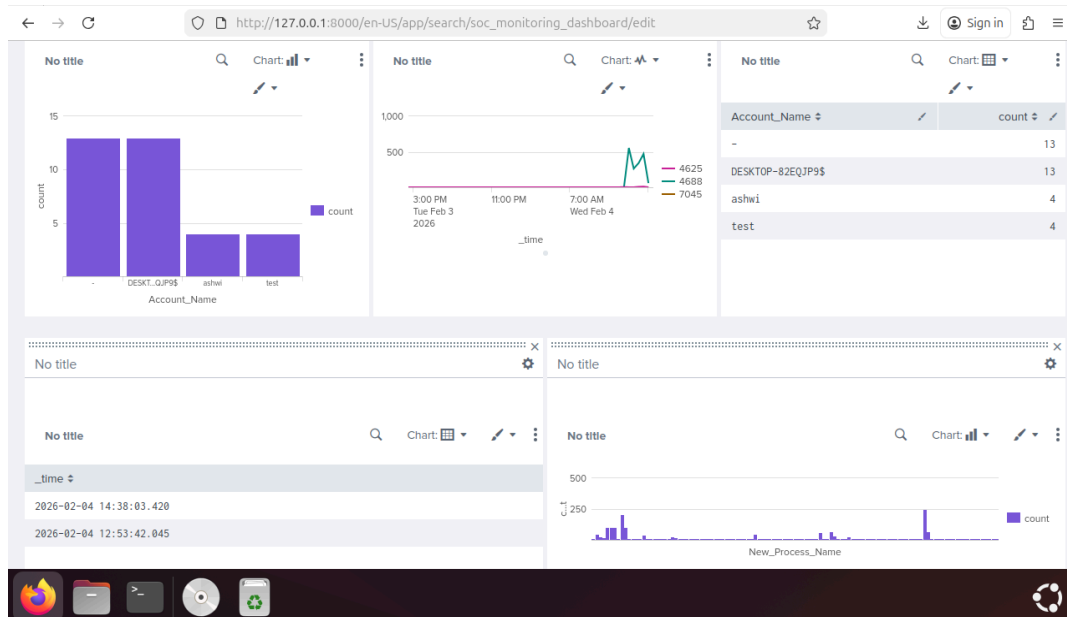 http://127.0.0.1:8000/en-US/app/search/soc_monitoring_dashboard/edit
Sign in
No title
Chart:
15
10
5
count
-
DESKT...QJP9$
ashwi
test
Account_Name
count
No title
Chart:
1,000
500
3:00 PM
Tue Feb 3
2026
11:00 PM
7:00 AM
Wed Feb 4
_time
4625
4688
7045
No title
Chart:
Account_Name count
- 13
DESKTOP-82EQJP9$ 13
ashwi 4
test 4
No title
No title
Chart:
_time
2026-02-04 14:38:03.420
2026-02-04 12:53:42.045
No title
No title
Chart:
500
250
c...t
New_Process_Name
count